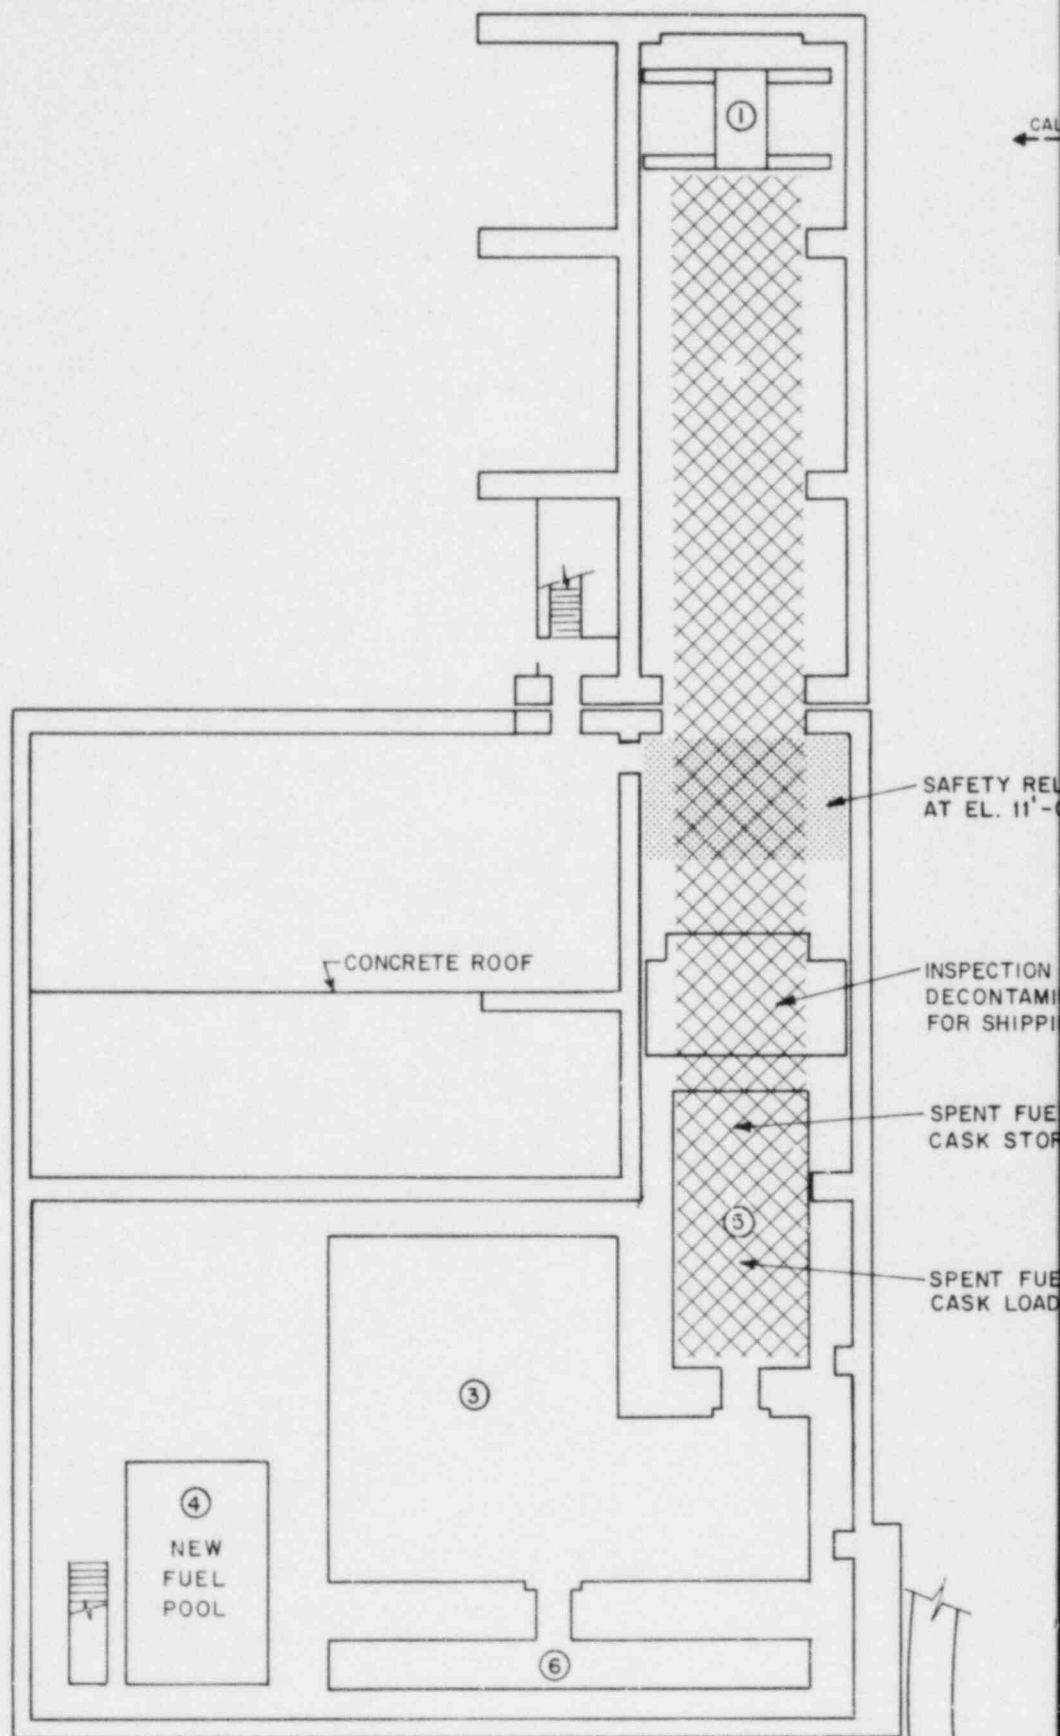 1
CAL
SAFETY REL
AT EL. 11'-0
CONCRETE ROOF
INSPECTION
DECONTAMI
FOR SHIPPI
SPENT FUE
CASK STOR
5
SPENT FUE
CASK LOAD
3
4
NEW
FUEL
POOL
6